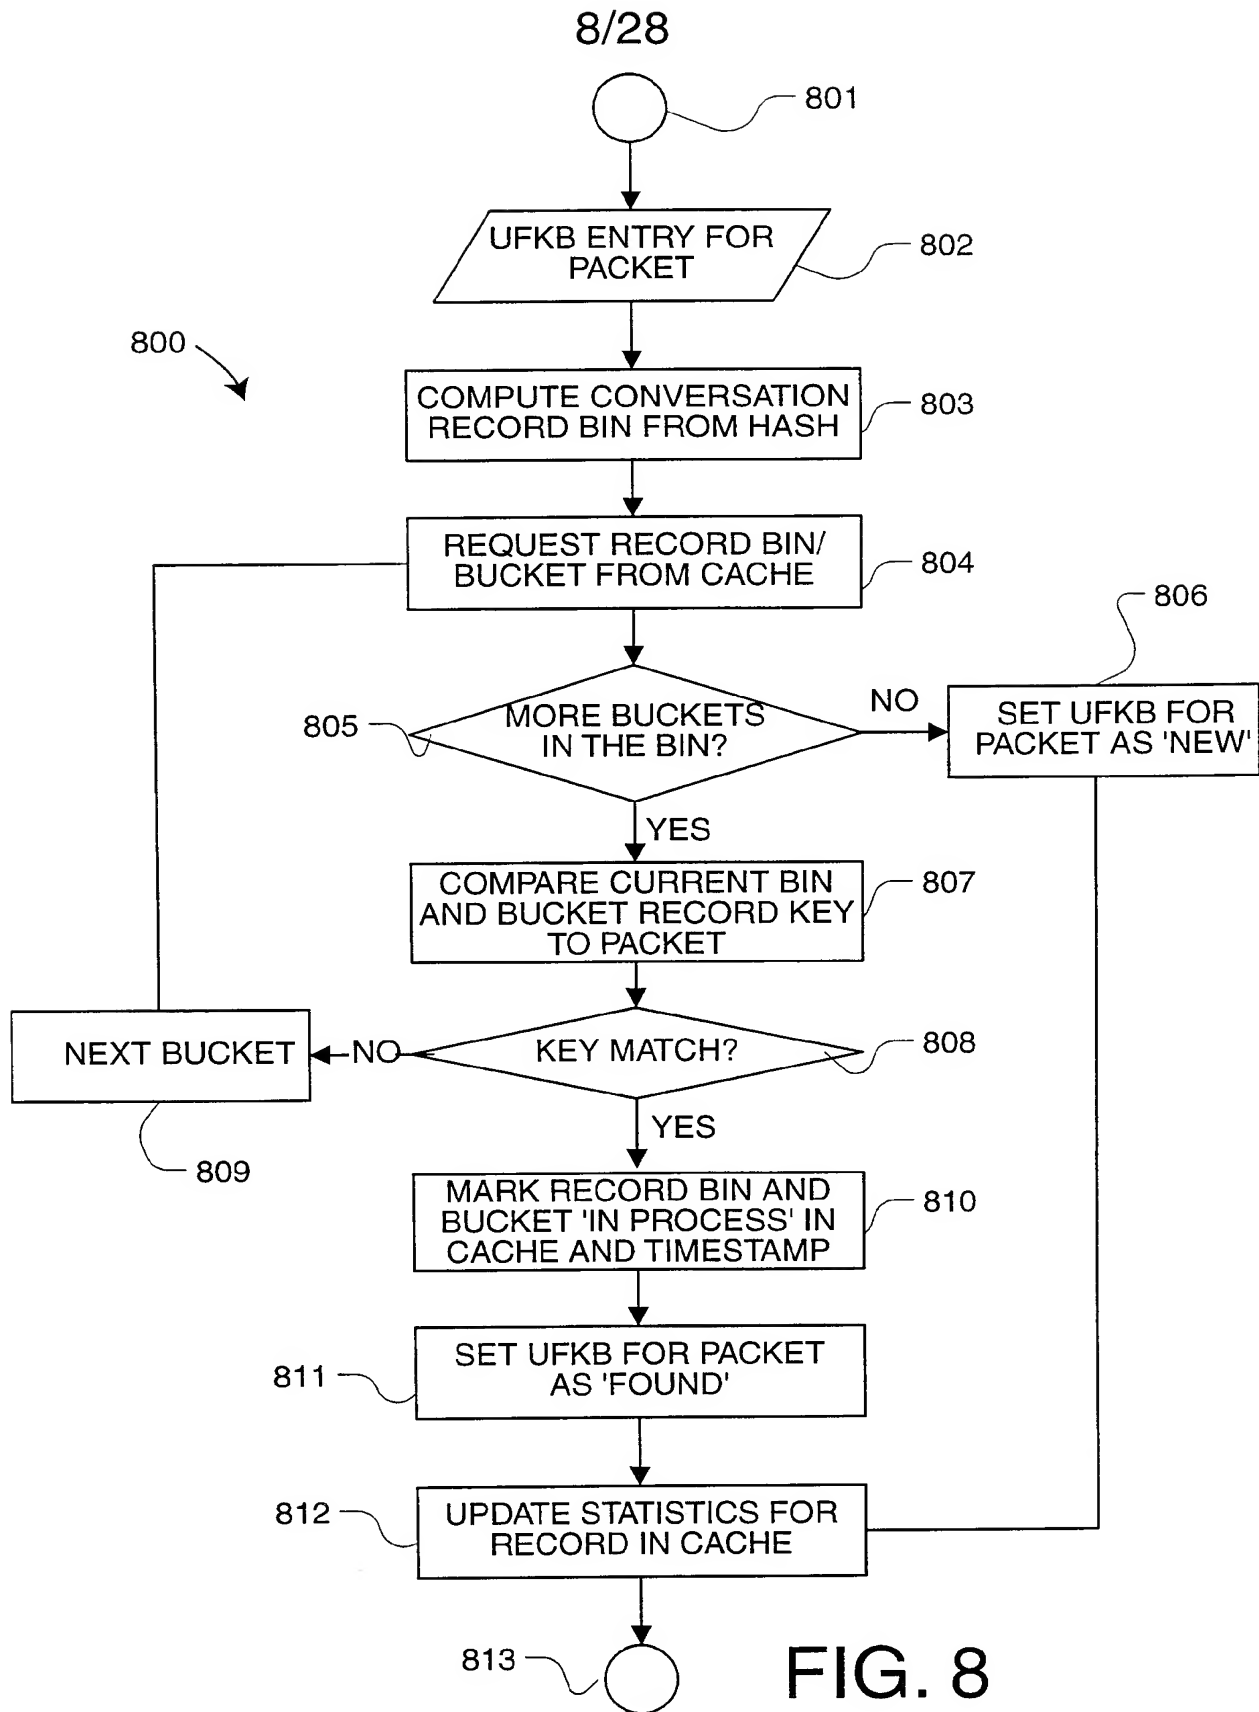 8/28
801
UFKB ENTRY FOR
PACKET
802
800
COMPUTE CONVERSATION
RECORD BIN FROM HASH
803
REQUEST RECORD BIN/
BUCKET FROM CACHE
804
806
805
MORE BUCKETS
IN THE BIN?
NO
SET UFKB FOR
PACKET AS 'NEW'
YES
COMPARE CURRENT BIN
AND BUCKET RECORD KEY
TO PACKET
807
NEXT BUCKET
NO
KEY MATCH?
808
809
YES
MARK RECORD BIN AND
BUCKET 'IN PROCESS' IN
CACHE AND TIMESTAMP
810
811
SET UFKB FOR PACKET
AS 'FOUND'
812
UPDATE STATISTICS FOR
RECORD IN CACHE
813
FIG. 8